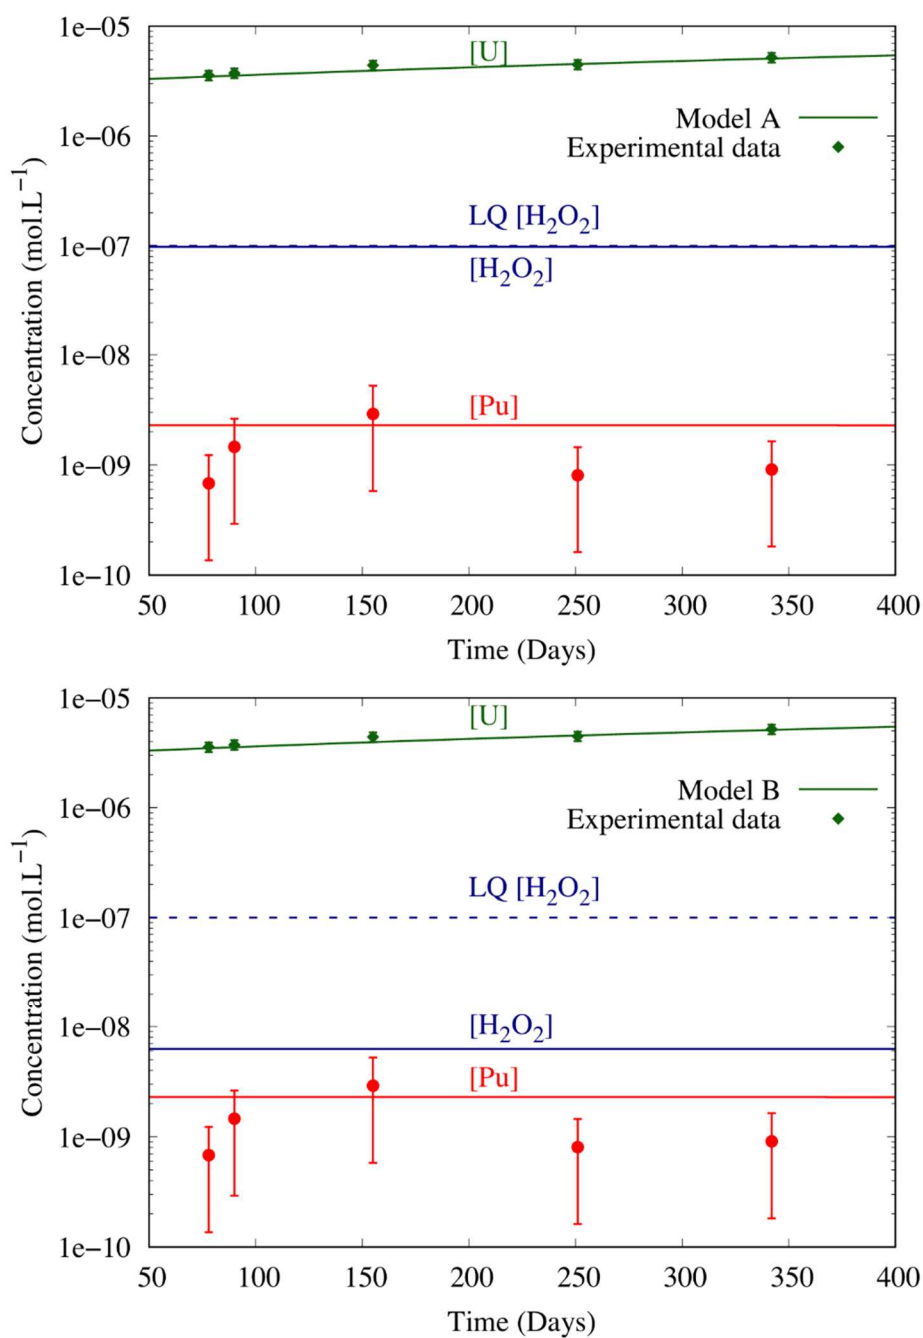 1e−05
[U]
Model A
Experimental data
1e−06
LQ [H₂O₂]
1e−07
[H₂O₂]
1e−08
[Pu]
1e−09
1e−10
Concentration (mol.L⁻¹)
50 100 150 200 250 300 350 400
Time (Days)
1e−05
[U]
Model B
Experimental data
1e−06
LQ [H₂O₂]
1e−07
[H₂O₂]
1e−08
[Pu]
1e−09
1e−10
Concentration (mol.L⁻¹)
50 100 150 200 250 300 350 400
Time (Days)